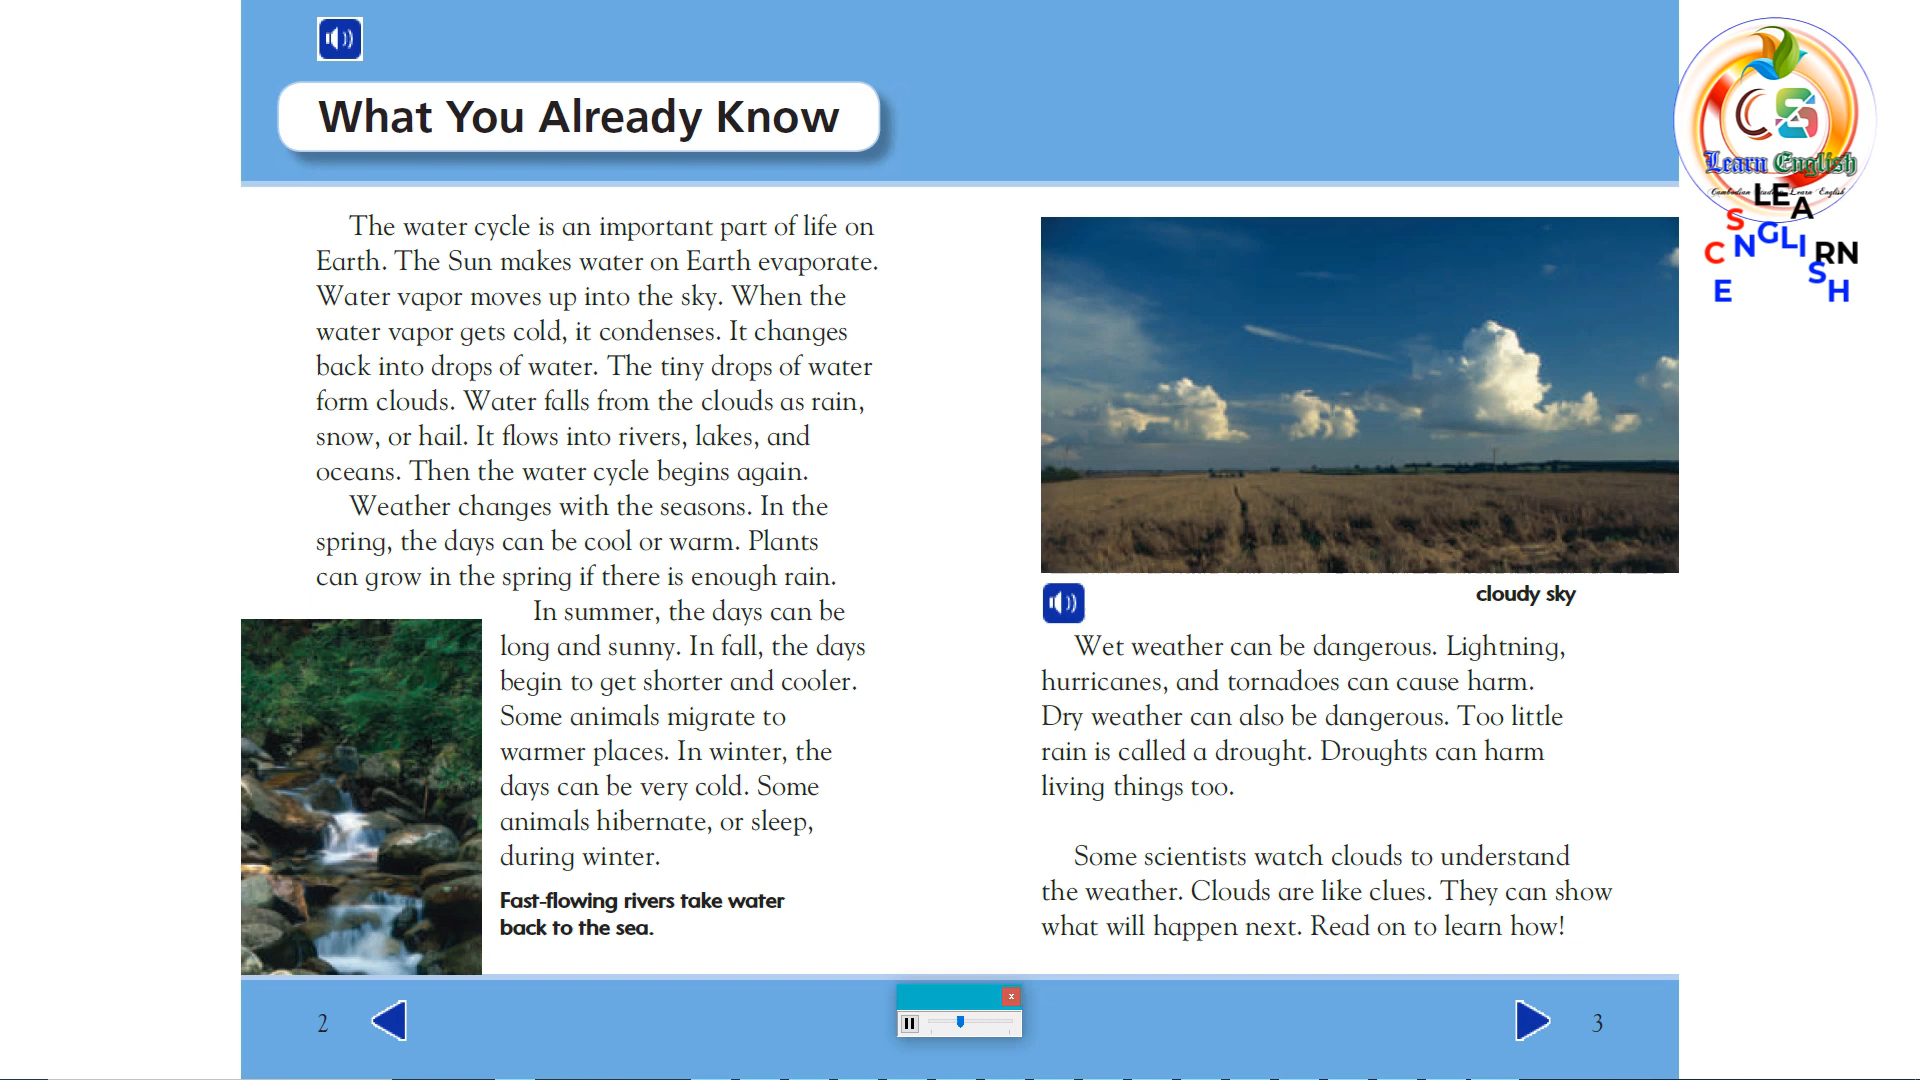 What You Already Know
The water cycle is an important part of life on
Earth. The Sun makes water on Earth evaporate.
Water vapor moves up into the sky. When the
water vapor gets cold, it condenses. It changes
back into drops of water. The tiny drops of water
form clouds. Water falls from the clouds as rain,
snow, or hail. It flows into rivers, lakes, and
oceans. Then the water cycle begins again.
Weather changes with the seasons. In the
spring, the days can be cool or warm. Plants
can grow in the spring if there is enough rain.
In summer, the days can be
long and sunny. In fall, the days
begin to get shorter and cooler.
Some animals migrate to
warmer places. In winter, the
days can be very cold. Some
animals hibernate, or sleep,
during winter.
Fast-flowing rivers take water
back to the sea.
2
cloudy sky
Wet weather can be dangerous. Lightning,
hurricanes, and tornadoes can cause harm.
Dry weather can also be dangerous. Too little
rain is called a drought. Droughts can harm
living things too.
Some scientists watch clouds to understand
the weather. Clouds are like clues. They can show
what will happen next. Read on to learn how!
3
x
CS
Learn English
LEA
S
C NGLI RN
E SH